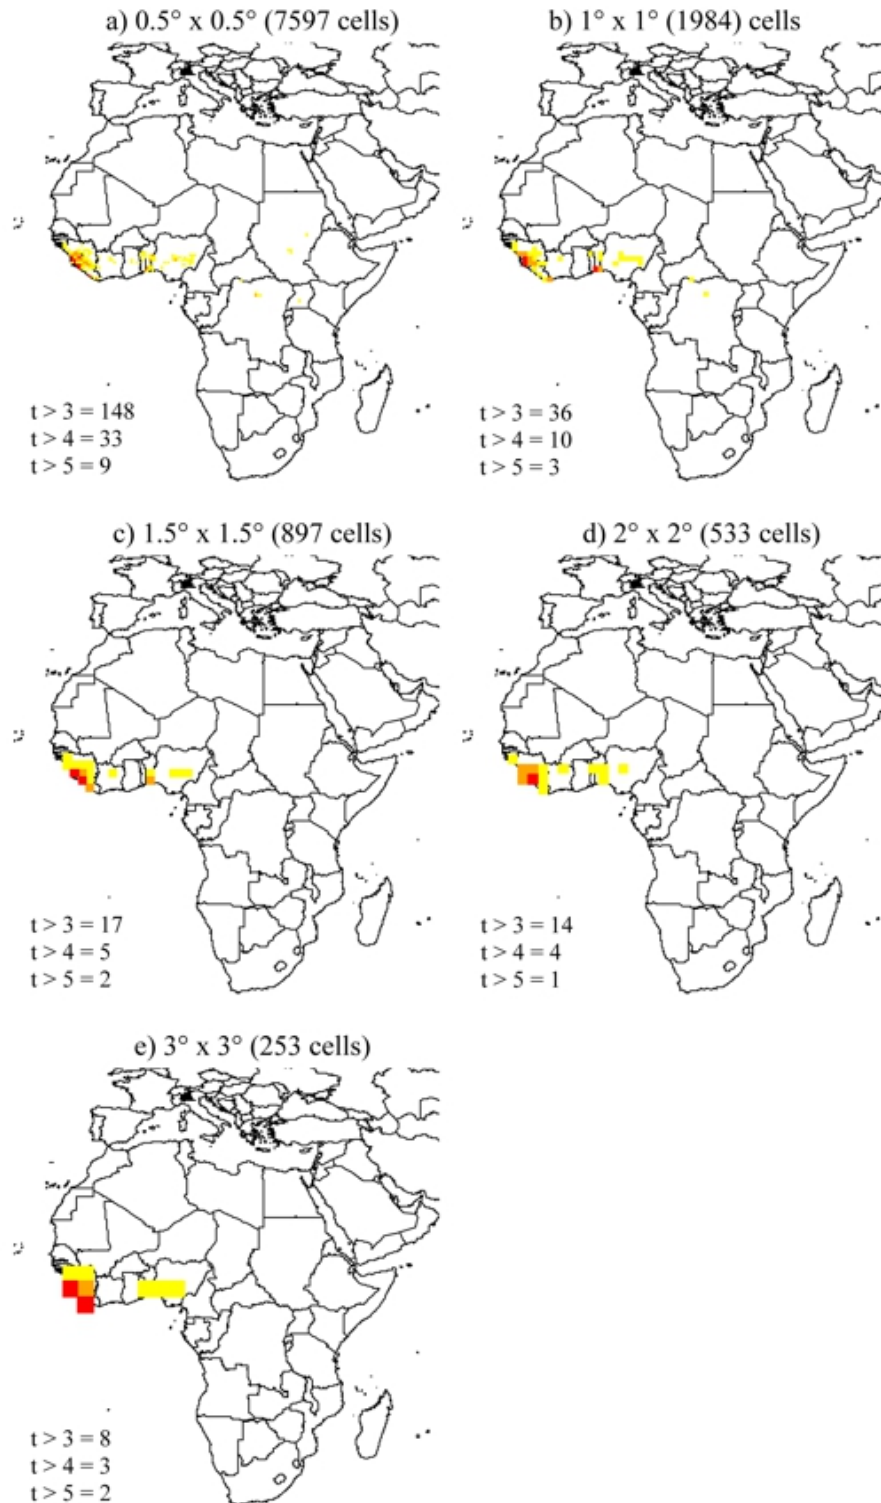 a) 0.5° x 0.5° (7597 cells)
b) 1° x 1° (1984) cells
t > 3 = 148
t > 4 = 33
t > 5 = 9
t > 3 = 36
t > 4 = 10
t > 5 = 3
c) 1.5° x 1.5° (897 cells)
d) 2° x 2° (533 cells)
t > 3 = 17
t > 4 = 5
t > 5 = 2
t > 3 = 14
t > 4 = 4
t > 5 = 1
e) 3° x 3° (253 cells)
t > 3 = 8
t > 4 = 3
t > 5 = 2